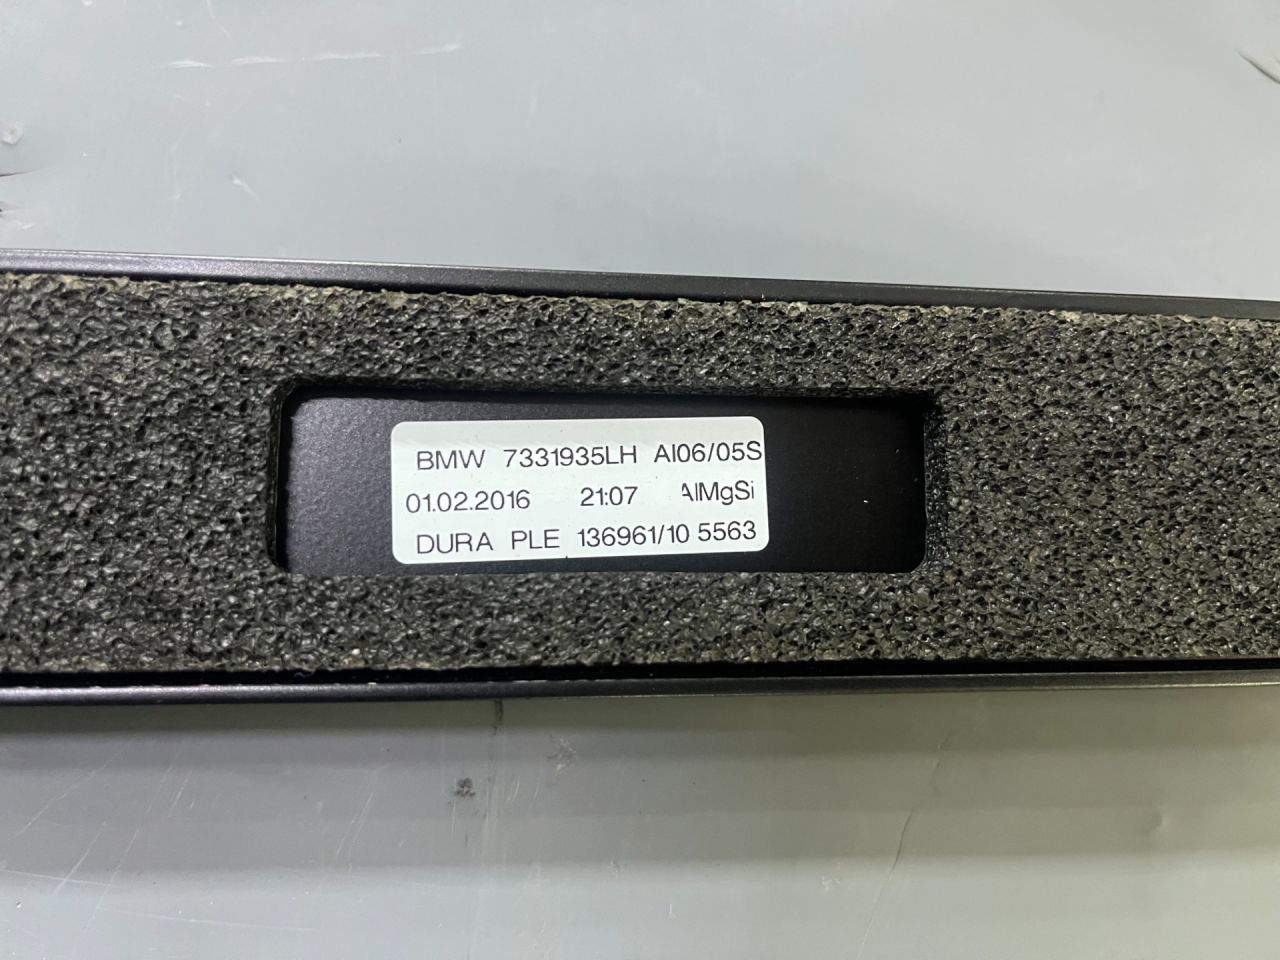 BMW 7331935LH AI06/05S
01.02.2016 21:07 AlMgSi
DURA PLE 136961/10 5563